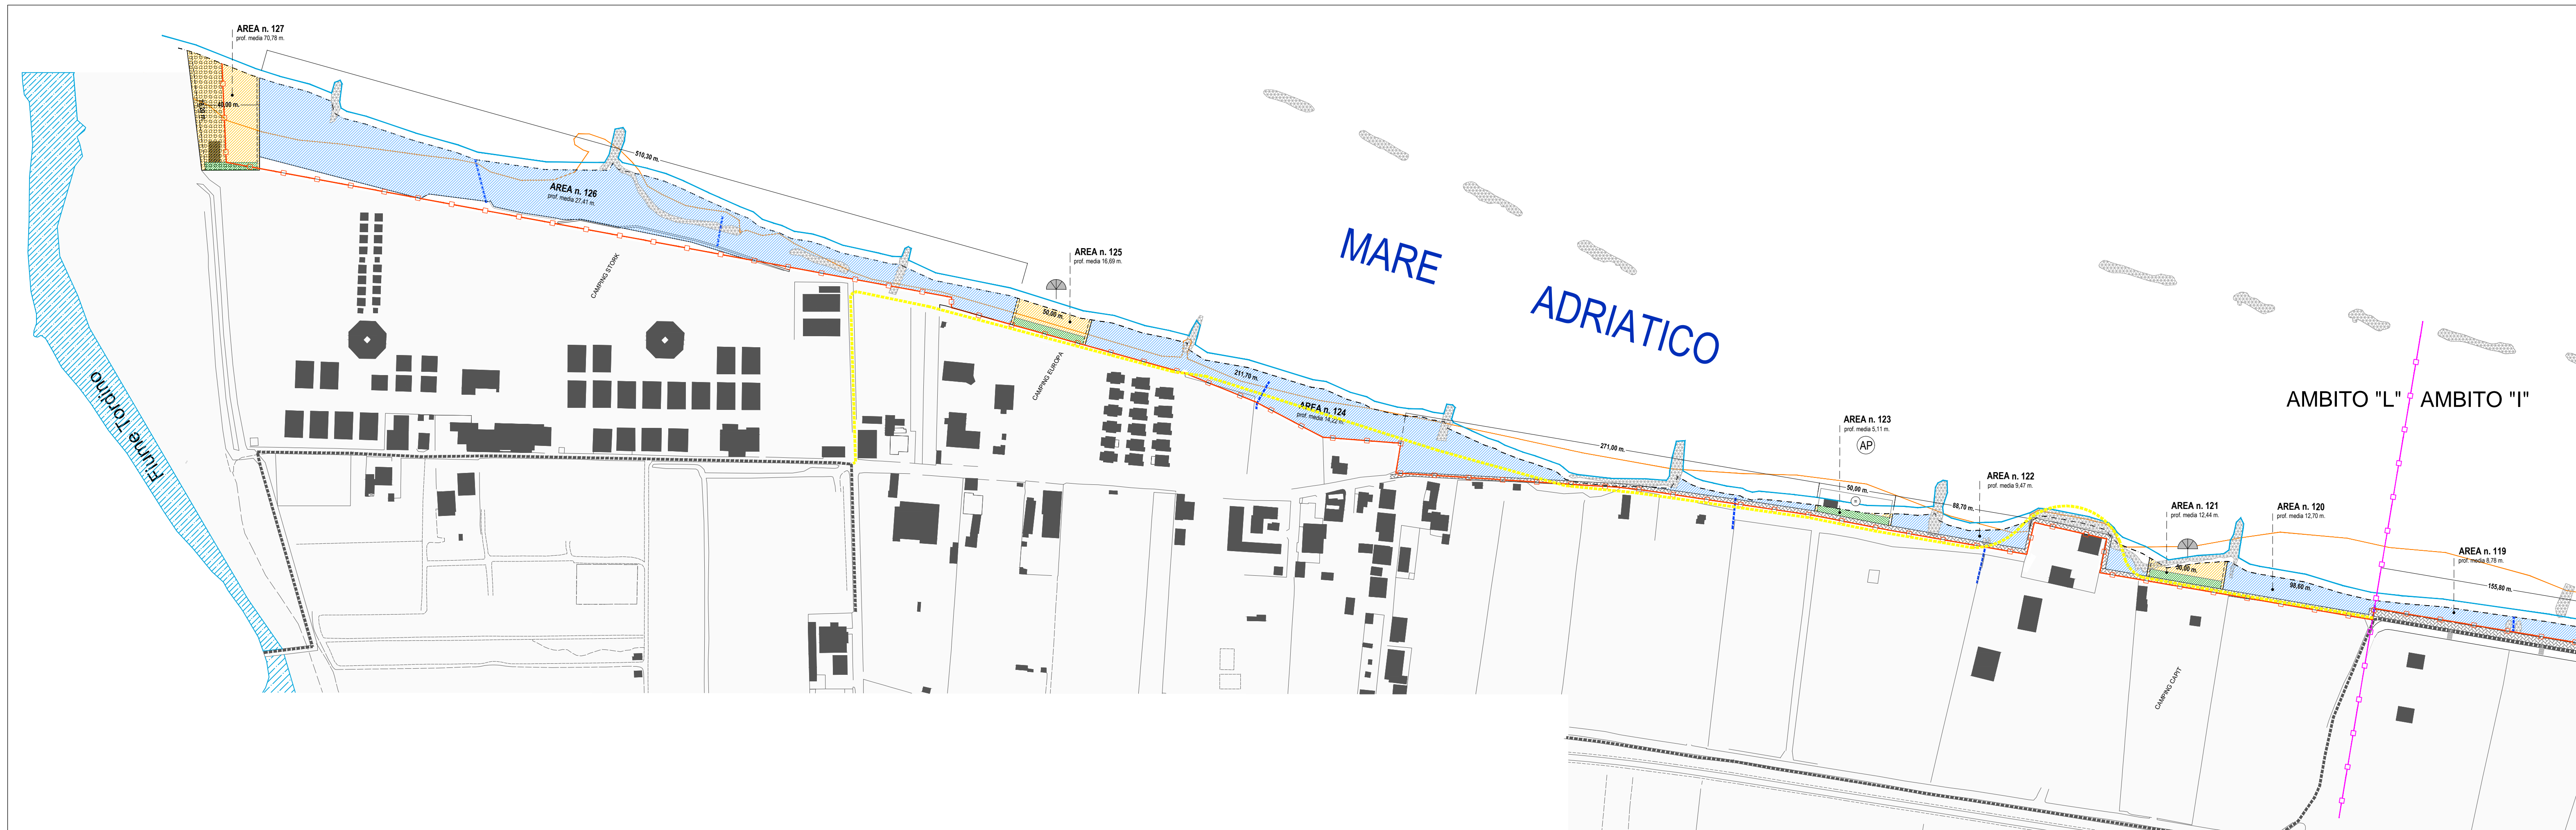 AREA n. 127
prof. media 70,78 m.
40,00 m.
510,30 m.
AREA n. 126
prof. media 27,41 m.
CAMPING STORK
AREA n. 125
prof. media 16,69 m.
50,00 m.
CAMPING EUROPA
MARE
ADRIATICO
211,70 m.
AREA n. 124
prof. media 14,22 m.
271,00 m.
AREA n. 123
prof. media 5,11 m.
AP
50,00 m.
88,70 m.
AREA n. 122
prof. media 9,47 m.
AREA n. 121
prof. media 12,44 m.
50,00 m.
AREA n. 120
prof. media 12,70 m.
98,60 m.
AMBITO "L"
AMBITO "I"
AREA n. 119
prof. media 8,78 m.
155,80 m.
CAMPING CAPIT
Fiume Tordino